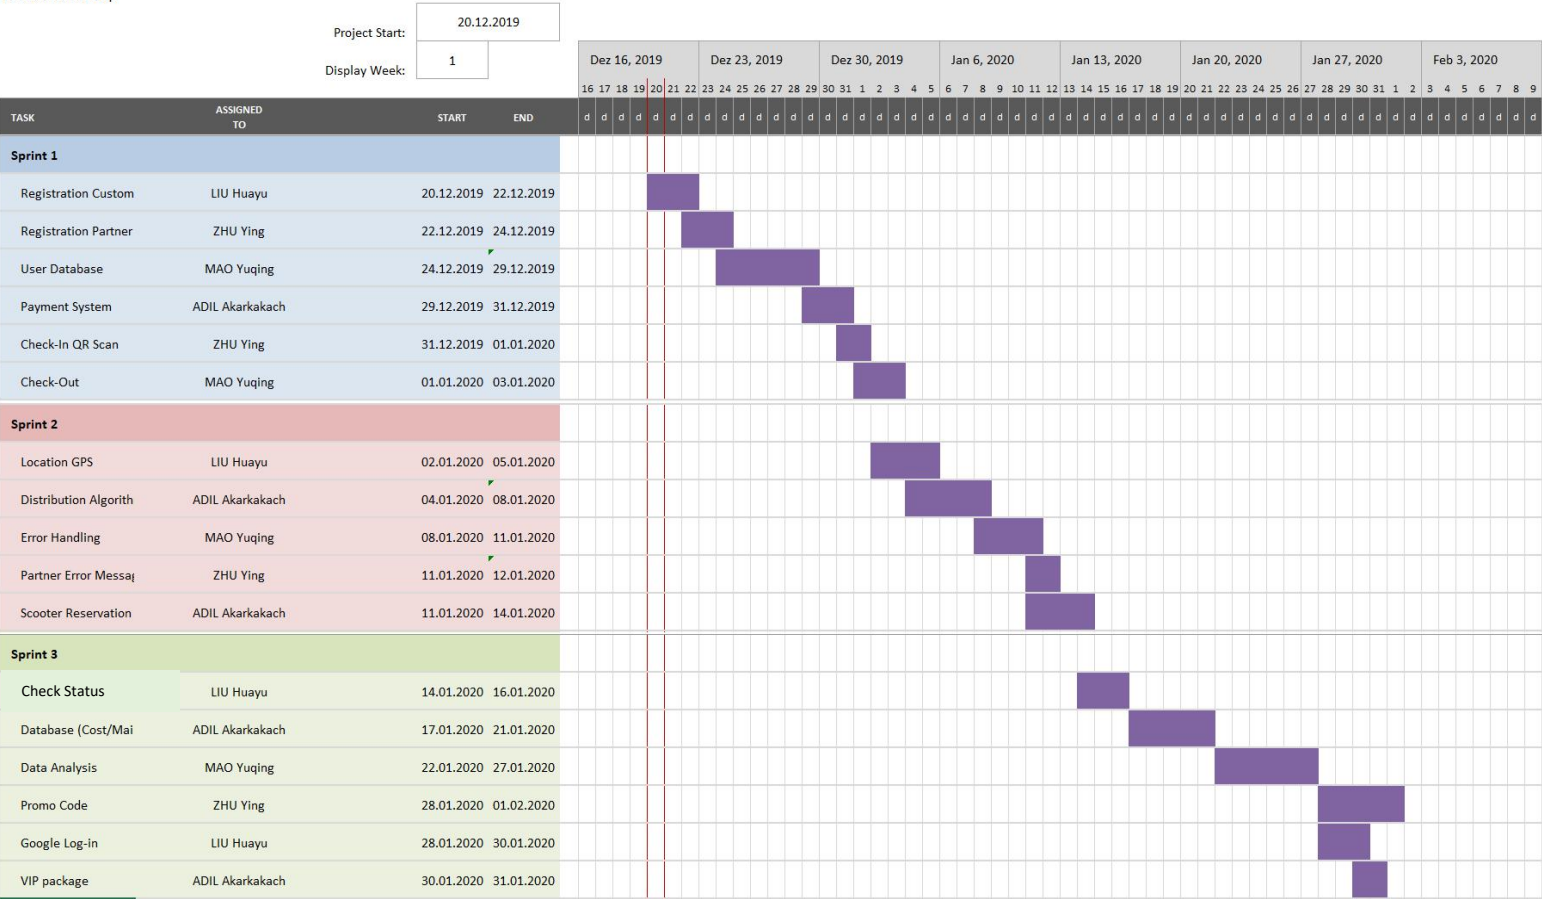 20.12.2019
Project Start:
1
Display Week:
Dez 16, 2019 Dez 23, 2019 Dez 30, 2019 Jan 6, 2020 Jan 13, 2020 Jan 20, 2020 Jan 27, 2020 Feb 3, 2020
16 17 18 19 20 21 22 23 24 25 26 27 28 29 30 31 1 2 3 4 5 6 7 8 9 10 11 12 13 14 15 16 17 18 19 20 21 22 23 24 25 26 27 28 29 30 31 1 2 3 4 5 6 7 8 9
TASK ASSIGNED TO START END d d d d d d d d d d d d d d d d d d d d d d d d d d d d d d d d d d d d d d d d d d d d d d d d d d d d d d d d
Sprint 1
Registration Custom LIU Huayu 20.12.2019 22.12.2019
Registration Partner ZHU Ying 22.12.2019 24.12.2019
User Database MAO Yuqing 24.12.2019 29.12.2019
Payment System ADIL Akarkakach 29.12.2019 31.12.2019
Check-In QR Scan ZHU Ying 31.12.2019 01.01.2020
Check-Out MAO Yuqing 01.01.2020 03.01.2020
Sprint 2
Location GPS LIU Huayu 02.01.2020 05.01.2020
Distribution Algorith ADIL Akarkakach 04.01.2020 08.01.2020
Error Handling MAO Yuqing 08.01.2020 11.01.2020
Partner Error Messag ZHU Ying 11.01.2020 12.01.2020
Scooter Reservation ADIL Akarkakach 11.01.2020 14.01.2020
Sprint 3
Check Status LIU Huayu 14.01.2020 16.01.2020
Database (Cost/Mai ADIL Akarkakach 17.01.2020 21.01.2020
Data Analysis MAO Yuqing 22.01.2020 27.01.2020
Promo Code ZHU Ying 28.01.2020 01.02.2020
Google Log-in LIU Huayu 28.01.2020 30.01.2020
VIP package ADIL Akarkakach 30.01.2020 31.01.2020